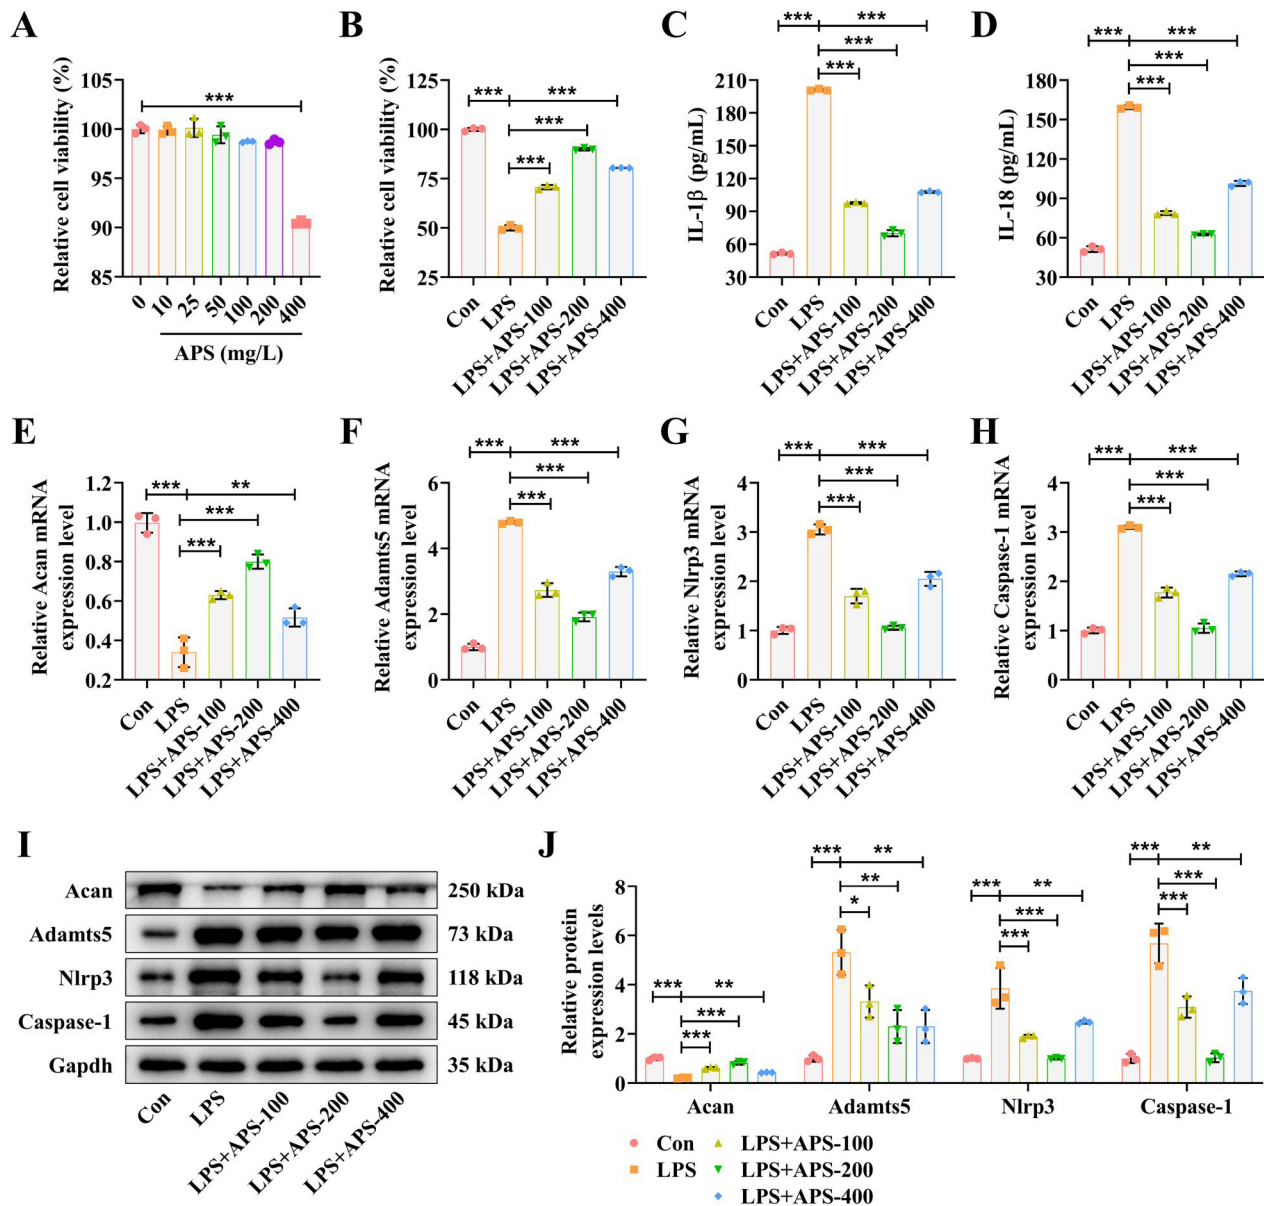 A
Relative cell viability (%)
105
100
95
90
85
***
0
10
25
50
100
200
400
APS (mg/L)
B
Relative cell viability (%)
125
100
75
50
25
***
***
***
***
Con
LPS
LPS+APS-100
LPS+APS-200
LPS+APS-400
C
IL-1β (pg/mL)
210
180
150
120
90
60
30
***
***
***
***
Con
LPS
LPS+APS-100
LPS+APS-200
LPS+APS-400
D
IL-18 (pg/mL)
180
150
120
90
60
30
***
***
***
***
Con
LPS
LPS+APS-100
LPS+APS-200
LPS+APS-400
E
Relative Acan mRNA
expression level
1.2
1.0
0.8
0.6
0.4
0.2
***
**
***
***
Con
LPS
LPS+APS-100
LPS+APS-200
LPS+APS-400
F
Relative Adamts5 mRNA
expression level
6
4
2
0
***
***
***
***
Con
LPS
LPS+APS-100
LPS+APS-200
LPS+APS-400
G
Relative Nlrp3 mRNA
expression level
4
3
2
1
0
***
***
***
***
Con
LPS
LPS+APS-100
LPS+APS-200
LPS+APS-400
H
Relative Caspase-1 mRNA
expression level
4
3
2
1
0
***
***
***
***
Con
LPS
LPS+APS-100
LPS+APS-200
LPS+APS-400
I
Acan 250 kDa
Adamts5 73 kDa
Nlrp3 118 kDa
Caspase-1 45 kDa
Gapdh 35 kDa
Con
LPS
LPS+APS-100
LPS+APS-200
LPS+APS-400
J
Relative protein
expression levels
8
6
4
2
0
***
**
***
***
***
**
**
*
***
**
***
***
***
**
***
***
Acan
Adamts5
Nlrp3
Caspase-1
Con
LPS
LPS+APS-100
LPS+APS-200
LPS+APS-400